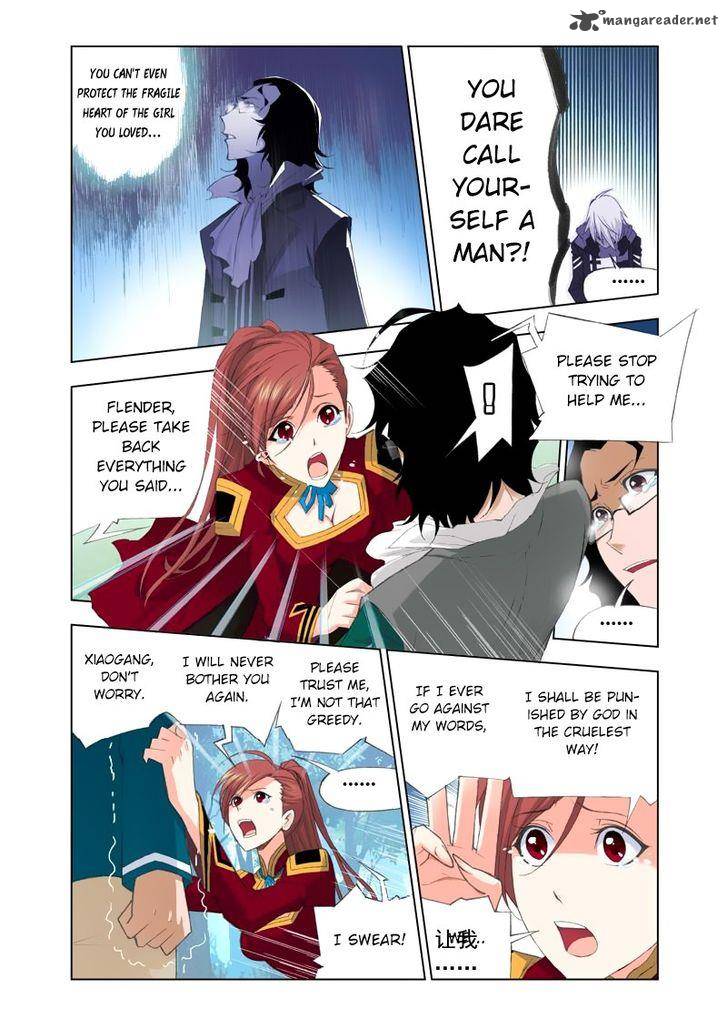 mangareader.net
YOU CAN'T EVEN
PROTECT THE FRAGILE
HEART OF THE GIRL
YOU LOVED...
YOU
DARE
CALL
YOUR-
SELF A
MAN?!
......
PLEASE STOP
TRYING TO
HELP ME...
!
FLENDER,
PLEASE TAKE
BACK
EVERYTHING
YOU SAID...
......
XIAOGANG,
DON'T
WORRY.
I WILL NEVER
BOTHER YOU
AGAIN.
PLEASE
TRUST ME,
I'M NOT THAT
GREEDY.
......
I SWEAR!
IF I EVER
GO AGAINST
MY WORDS,
I SHALL BE PUN-
ISHED BY GOD IN
THE CRUELEST
WAY!
让我
......